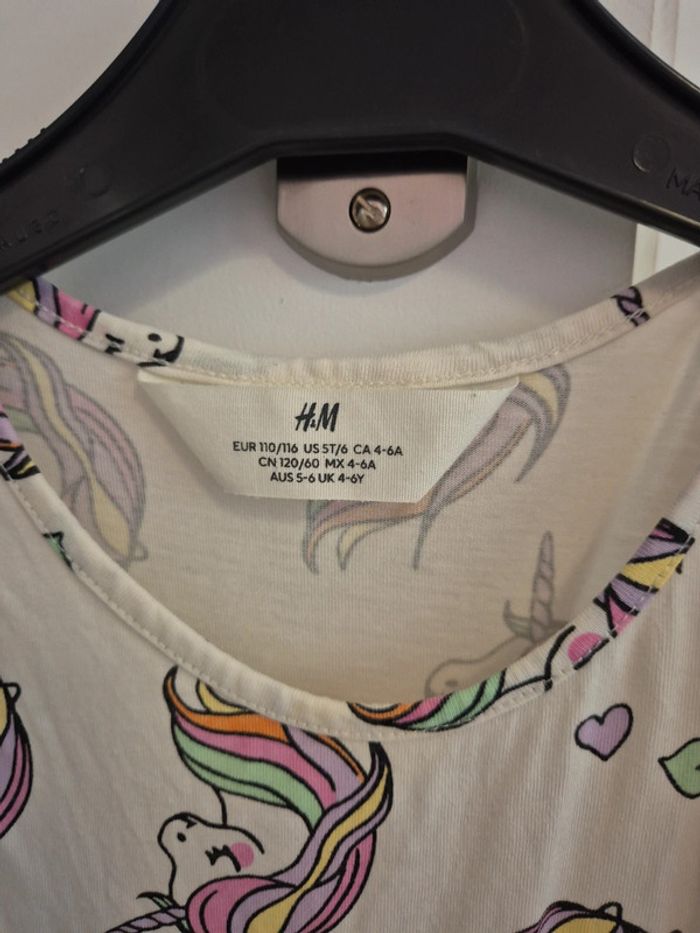 H&M
EUR 110/116 US 5T/6 CA 4-6A
CN 120/60 MX 4-6A
AUS 5-6 UK 4-6Y